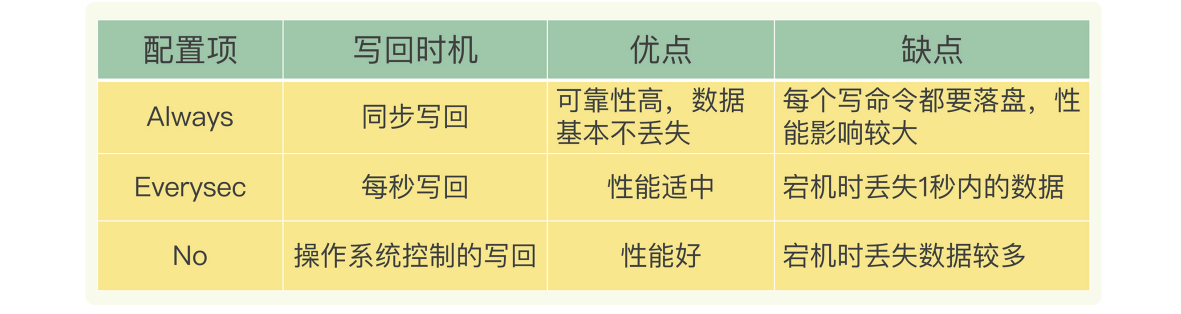 配置项 写回时机 优点 缺点
Always 同步写回 可靠性高，数据基本不丢失 每个写命令都要落盘，性能影响较大
Everysec 每秒写回 性能适中 宕机时丢失1秒内的数据
No 操作系统控制的写回 性能好 宕机时丢失数据较多